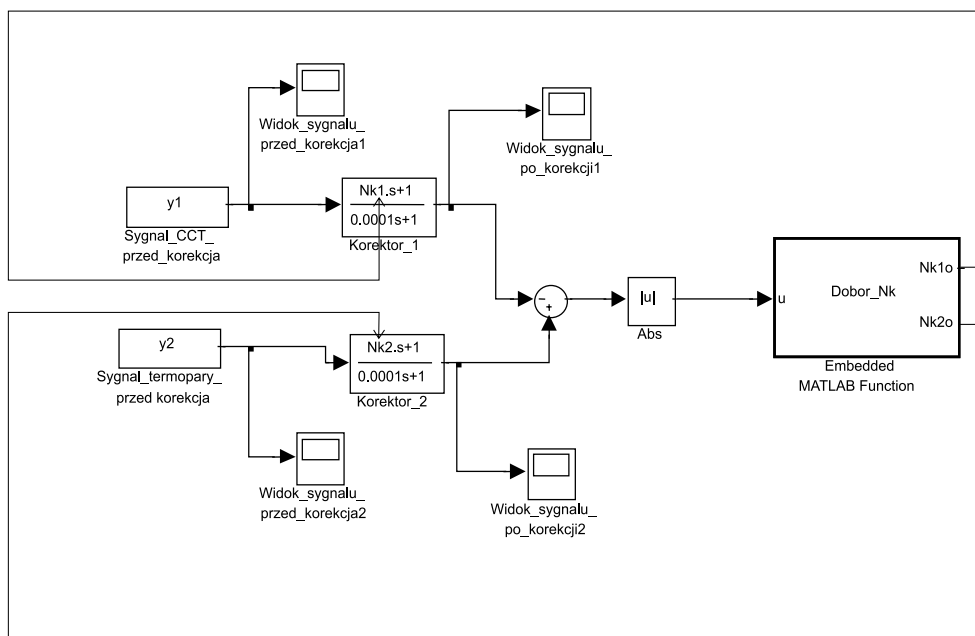 Widok_sygnalu_
przed_korekcja1
Widok_sygnalu_
po_korekcji1
y1
Sygnal_CCT_
przed_korekcja
Nk1.s+1
0.0001s+1
Korektor_1
Nk1o
Dobor_Nk
u
Nk2o
Embedded
MATLAB Function
|u|
Abs
y2
Sygnal_termopary_
przed korekcja
Nk2.s+1
0.0001s+1
Korektor_2
Widok_sygnalu_
przed_korekcja2
Widok_sygnalu_
po_korekcji2